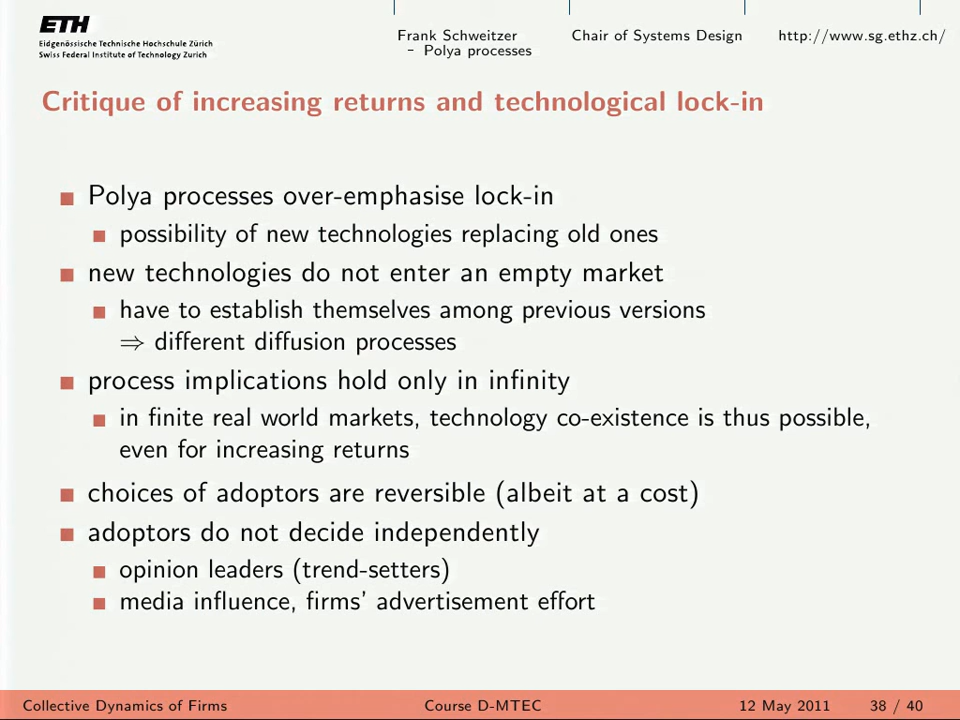 ETH
Eidgenössische Technische Hochschule Zürich
Swiss Federal Institute of Technology Zurich
Frank Schweitzer
– Polya processes
Chair of Systems Design
http://www.sg.ethz.ch/
Critique of increasing returns and technological lock-in
Polya processes over-emphasise lock-in
possibility of new technologies replacing old ones
new technologies do not enter an empty market
have to establish themselves among previous versions
⇒ different diffusion processes
process implications hold only in infinity
in finite real world markets, technology co-existence is thus possible,
even for increasing returns
choices of adoptors are reversible (albeit at a cost)
adoptors do not decide independently
opinion leaders (trend-setters)
media influence, firms' advertisement effort
Collective Dynamics of Firms
Course D-MTEC
12 May 2011
38 / 40